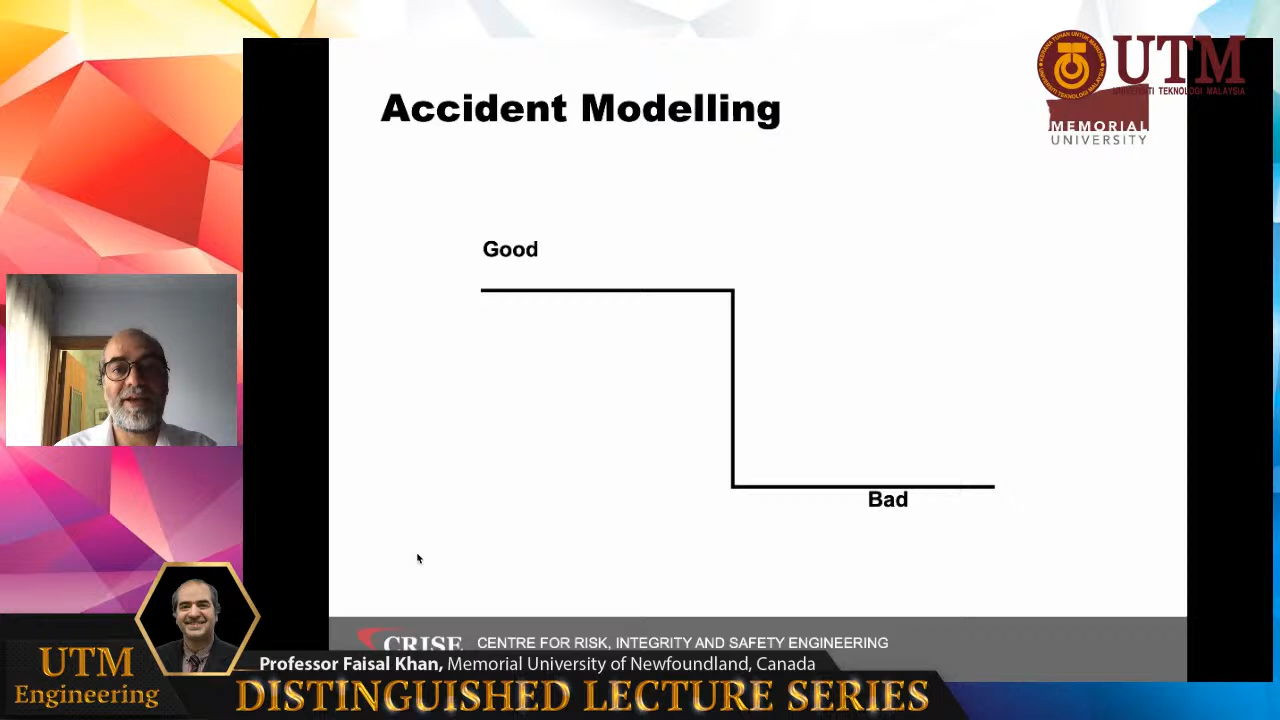 Accident Modelling
UTM
UNIVERSITI TEKNOLOGI MALAYSIA
MEMORIAL
UNIVERSITY
Good
Bad
CRISE CENTRE FOR RISK, INTEGRITY AND SAFETY ENGINEERING
Professor Faisal Khan, Memorial University of Newfoundland, Canada
UTM
Engineering
DISTINGUISHED LECTURE SERIES